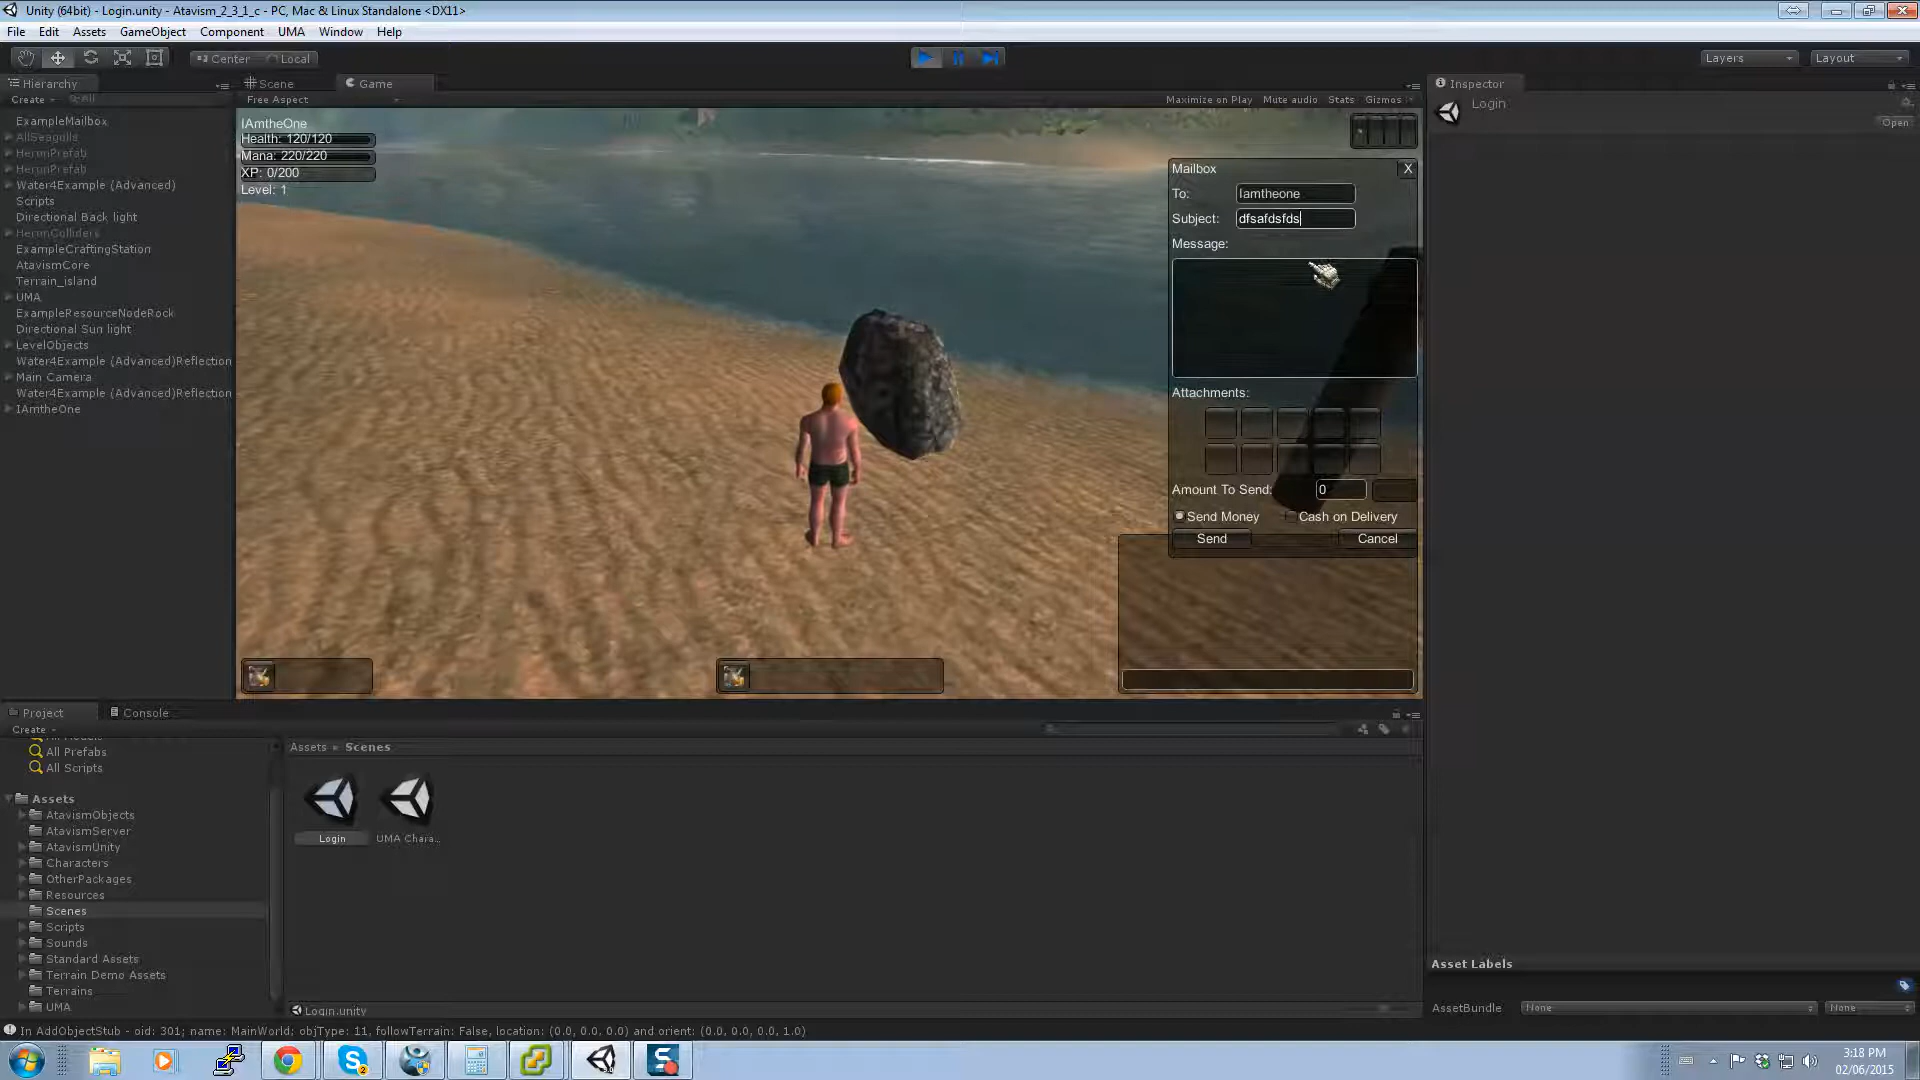 Unity (64bit) - Login.unity - Atavism_2_3_1_c - PC, Mac & Linux Standalone <DX11>
File Edit Assets GameObject Component UMA Window Help
Center Local
Layers Layout
Hierarchy
Scene Game
Inspector
Create All
Free Aspect
Maximize on Play Mute audio Stats Gizmos
Login
Open
ExampleMailbox
AllSeagulls
HeronPrefab
HeronPrefab
Water4Example (Advanced)
Scripts
Directional Back light
HeronColliders
ExampleCraftingStation
AtavismCore
Terrain_island
UMA
ExampleResourceNodeRock
Directional Sun light
LevelObjects
Water4Example (Advanced)Reflection
Main Camera
Water4Example (Advanced)Reflection
IAmtheOne
IAmtheOne
Health: 120/120
Mana: 220/220
XP: 0/200
Level: 1
Mailbox X
To: Iamtheone
Subject: dfsafdsfds
Message:
Attachments:
Amount To Send: 0
Send Money Cash on Delivery
Send Cancel
Project Console
Create
All Prefabs
All Scripts
Assets
AtavismObjects
AtavismServer
AtavismUnity
Characters
OtherPackages
Resources
Scenes
Scripts
Sounds
Standard Assets
Terrain Demo Assets
Terrains
UMA
Assets Scenes
Login UMA Chara...
Login.unity
Asset Labels
AssetBundle None None
In AddObjectStub - oid: 301; name: MainWorld; objType: 11, followTerrain: False, location: (0.0, 0.0, 0.0) and orient: (0.0, 0.0, 0.0, 1.0)
3:18 PM
02/06/2015